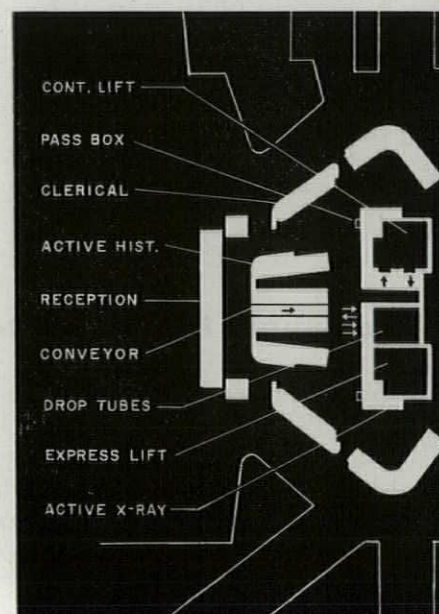 CONT. LIFT
PASS BOX
CLERICAL
ACTIVE HIST.
RECEPTION
CONVEYOR
DROP TUBES
EXPRESS LIFT
ACTIVE X-RAY